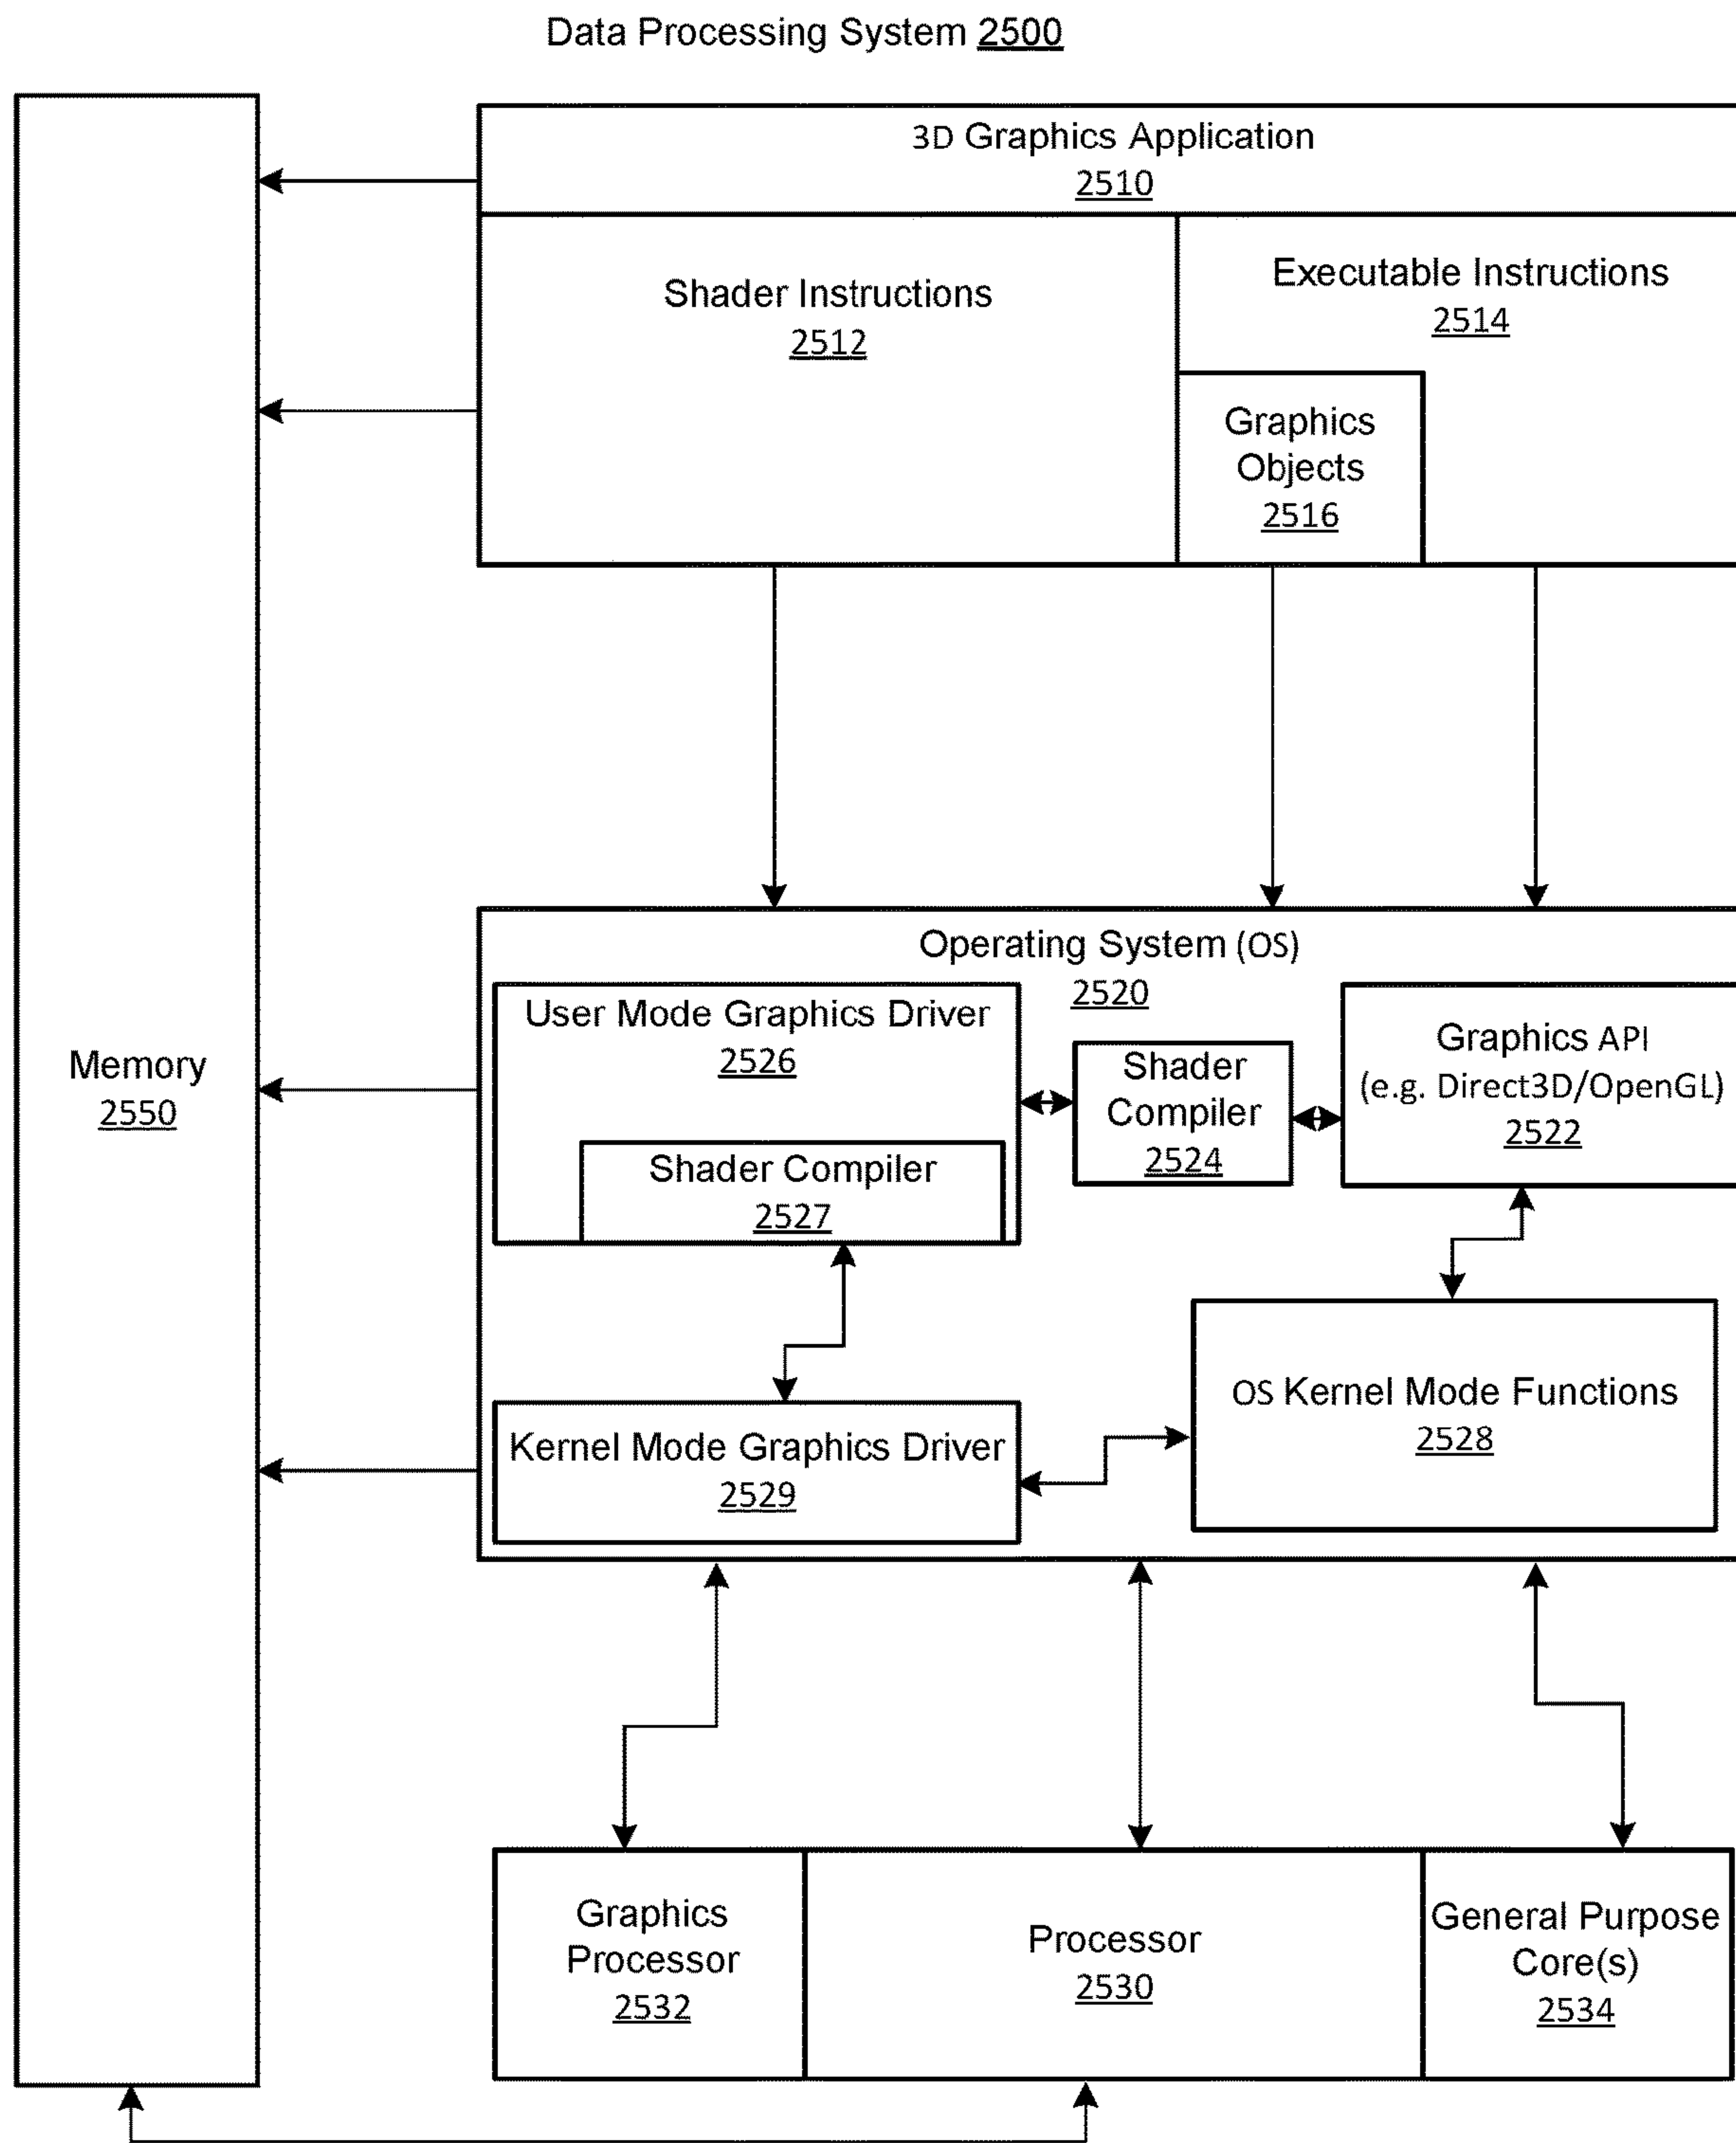 Data Processing System 2500
3D Graphics Application
2510
Shader Instructions
2512
Executable Instructions
2514
Graphics
Objects
2516
Memory
2550
Operating System (OS)
2520
User Mode Graphics Driver
2526
Shader Compiler
2527
Shader
Compiler
2524
Graphics API
(e.g. Direct3D/OpenGL)
2522
Kernel Mode Graphics Driver
2529
OS Kernel Mode Functions
2528
Graphics
Processor
2532
Processor
2530
General Purpose
Core(s)
2534